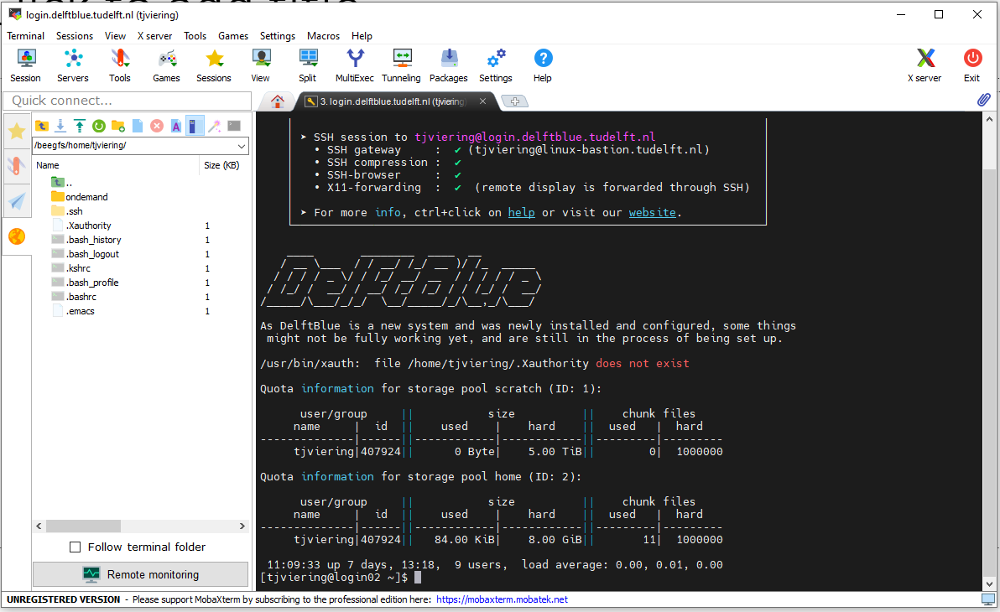 login.delftblue.tudelft.nl (tjviering)
Terminal Sessions View X server Tools Games Settings Macros Help
Session Servers Tools Games Sessions View Split MultiExec Tunneling Packages Settings Help X server Exit
Quick connect...
3. login.delftblue.tudelft.nl (tjviering)
/beegfs/home/tjviering/
Name Size (KB)
..
ondemand
.ssh
.Xauthority 1
.bash_history 1
.bash_logout 1
.kshrc 1
.bash_profile 1
.bashrc 1
.emacs 1
Follow terminal folder
Remote monitoring
➤ SSH session to tjviering@login.delftblue.tudelft.nl
• SSH gateway : ✔ (tjviering@linux-bastion.tudelft.nl)
• SSH compression : ✔
• SSH-browser : ✔
• X11-forwarding : ✔ (remote display is forwarded through SSH)
➤ For more info, ctrl+click on help or visit our website.
DelftBlue
As DelftBlue is a new system and was newly installed and configured, some things
might not be fully working yet, and are still in the process of being set up.
/usr/bin/xauth: file /home/tjviering/.Xauthority does not exist
Quota information for storage pool scratch (ID: 1):
user/group || size || chunk files
name | id || used | hard || used | hard
--------------|------||------------|------------||---------|---------
tjviering|407924|| 0 Byte| 5.00 TiB|| 0| 1000000
Quota information for storage pool home (ID: 2):
user/group || size || chunk files
name | id || used | hard || used | hard
--------------|------||------------|------------||---------|---------
tjviering|407924|| 84.00 KiB| 8.00 GiB|| 11| 1000000
11:09:33 up 7 days, 13:18, 9 users, load average: 0.00, 0.01, 0.00
[tjviering@login02 ~]$
UNREGISTERED VERSION - Please support MobaXterm by subscribing to the professional edition here: https://mobaxterm.mobatek.net